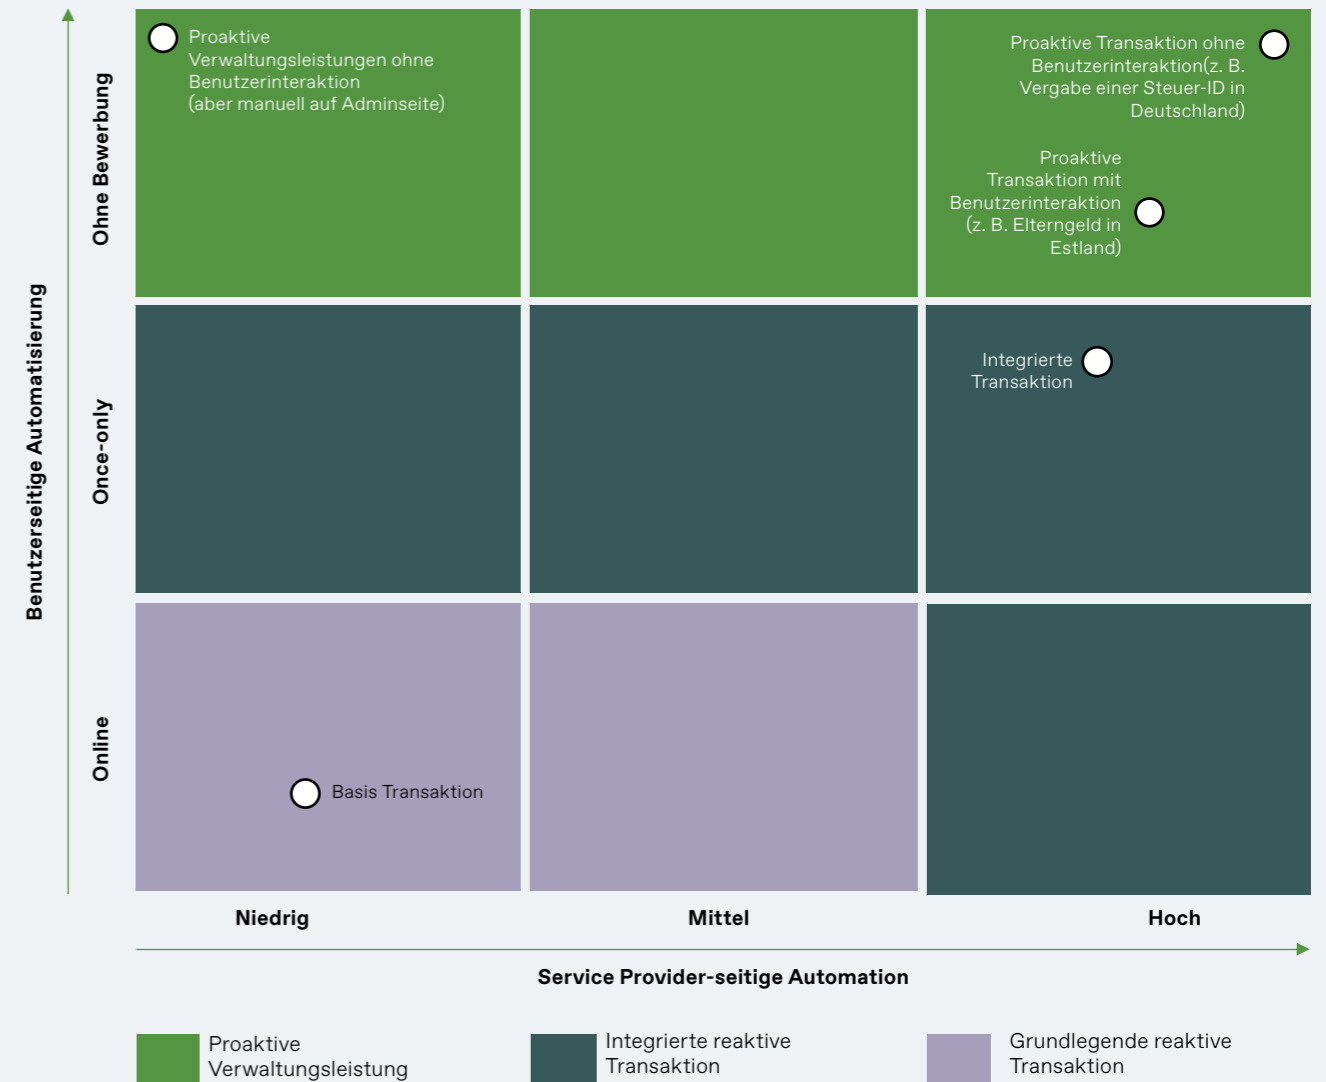 Proaktive
Verwaltungsleistungen ohne
Benutzerinteraktion
(aber manuell auf Adminseite)
Proaktive Transaktion ohne
Benutzerinteraktion(z. B.
Vergabe einer Steuer-ID in
Deutschland)
Proaktive
Transaktion mit
Benutzerinteraktion
(z. B. Elterngeld in
Estland)
Ohne Bewerbung
Benutzerseitige Automatisierung
Once-only
Integrierte
Transaktion
Online
Basis Transaktion
Niedrig
Mittel
Hoch
Service Provider-seitige Automation
Proaktive
Verwaltungsleistung
Integrierte reaktive
Transaktion
Grundlegende reaktive
Transaktion